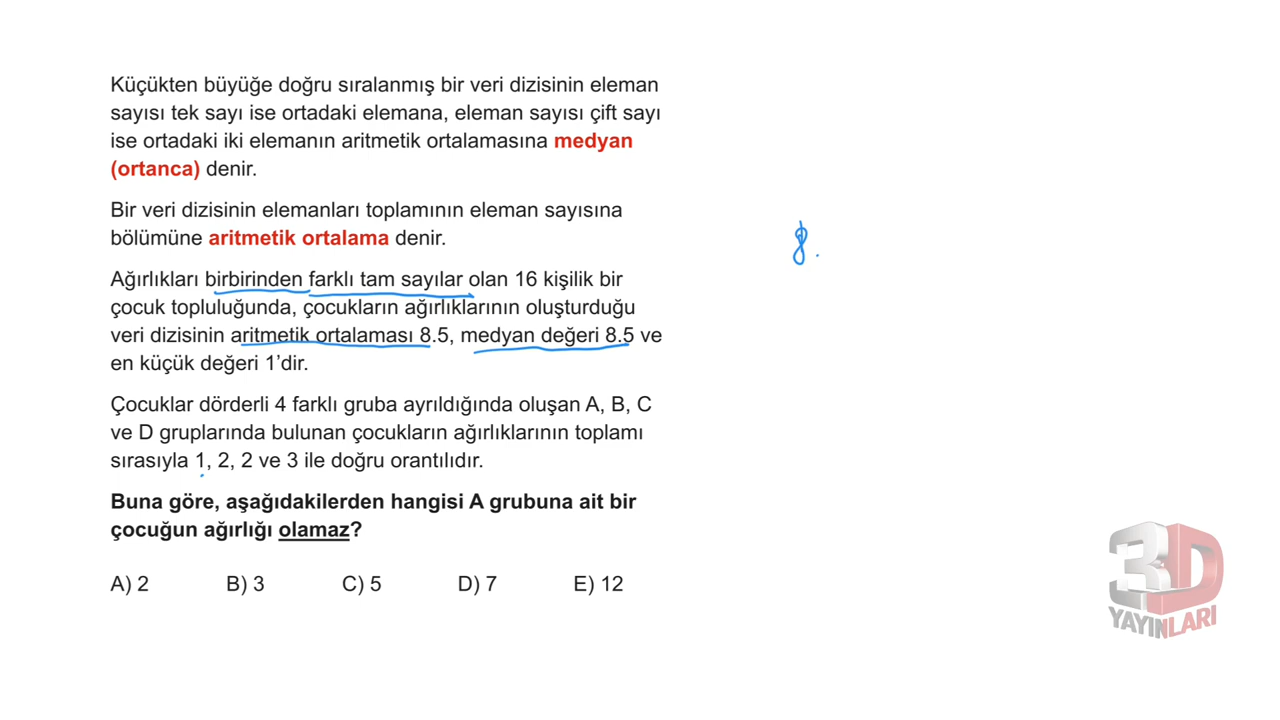 Küçükten büyüğe doğru sıralanmış bir veri dizisinin eleman
sayısı tek sayı ise ortadaki elemana, eleman sayısı çift sayı
ise ortadaki iki elemanın aritmetik ortalamasına medyan
(ortanca) denir.
Bir veri dizisinin elemanları toplamının eleman sayısına
bölümüne aritmetik ortalama denir.
Ağırlıkları birbirinden farklı tam sayılar olan 16 kişilik bir
çocuk topluluğunda, çocukların ağırlıklarının oluşturduğu
veri dizisinin aritmetik ortalaması 8.5, medyan değeri 8.5 ve
en küçük değeri 1'dir.
Çocuklar dörderli 4 farklı gruba ayrıldığında oluşan A, B, C
ve D gruplarında bulunan çocukların ağırlıklarının toplamı
sırasıyla 1, 2, 2 ve 3 ile doğru orantılıdır.
Buna göre, aşağıdakilerden hangisi A grubuna ait bir
çocuğun ağırlığı olamaz?
A) 2 B) 3 C) 5 D) 7 E) 12
8.
3D
YAYINLARI